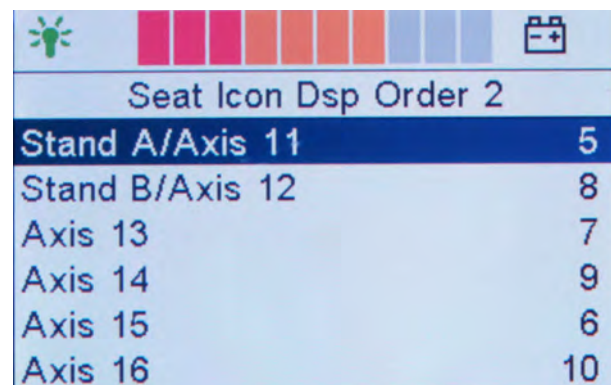 Seat Icon Dsp Order 2
Stand A/Axis 11 5
Stand B/Axis 12 8
Axis 13 7
Axis 14 9
Axis 15 6
Axis 16 10